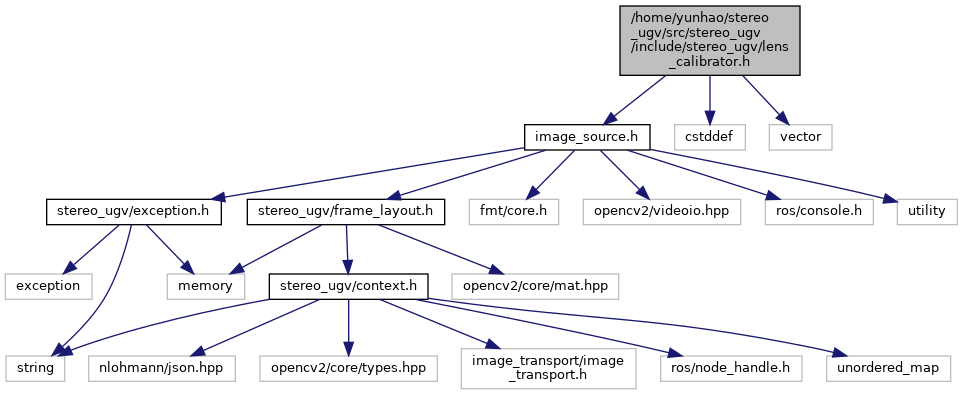 /home/yunhao/stereo
_ugv/src/stereo_ugv
/include/stereo_ugv/lens
_calibrator.h
image_source.h
cstddef
vector
stereo_ugv/exception.h
stereo_ugv/frame_layout.h
fmt/core.h
opencv2/videoio.hpp
ros/console.h
utility
exception
memory
stereo_ugv/context.h
opencv2/core/mat.hpp
string
nlohmann/json.hpp
opencv2/core/types.hpp
image_transport/image
_transport.h
ros/node_handle.h
unordered_map